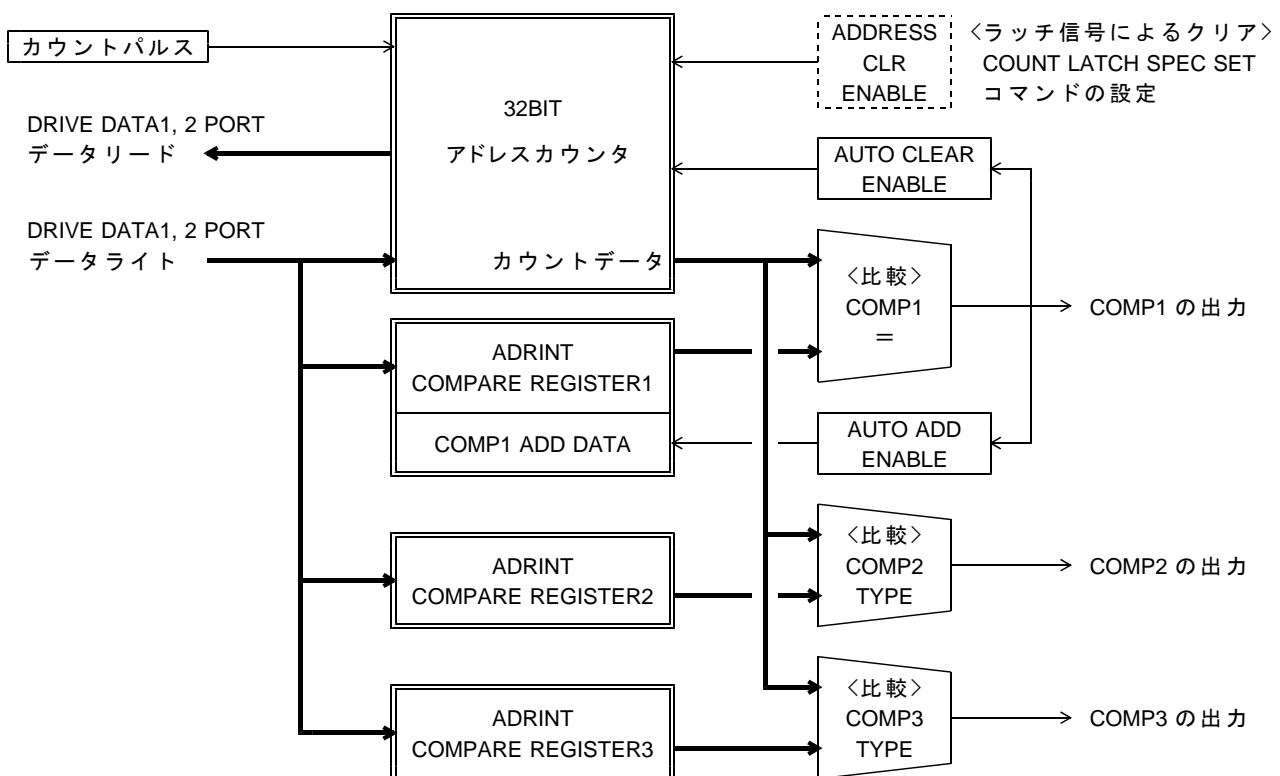 カウントパルス
DRIVE DATA1, 2 PORT
データリード
DRIVE DATA1, 2 PORT
データライト
32BIT
アドレスカウンタ
カウントデータ
ADDRESS
CLR
ENABLE
〈ラッチ信号によるクリア〉
COUNT LATCH SPEC SET
コマンドの設定
AUTO CLEAR
ENABLE
〈比較〉
COMP1
＝
COMP1 の出力
ADRINT
COMPARE REGISTER1
COMP1 ADD DATA
AUTO ADD
ENABLE
ADRINT
COMPARE REGISTER2
〈比較〉
COMP2
TYPE
COMP2 の出力
ADRINT
COMPARE REGISTER3
〈比較〉
COMP3
TYPE
COMP3 の出力